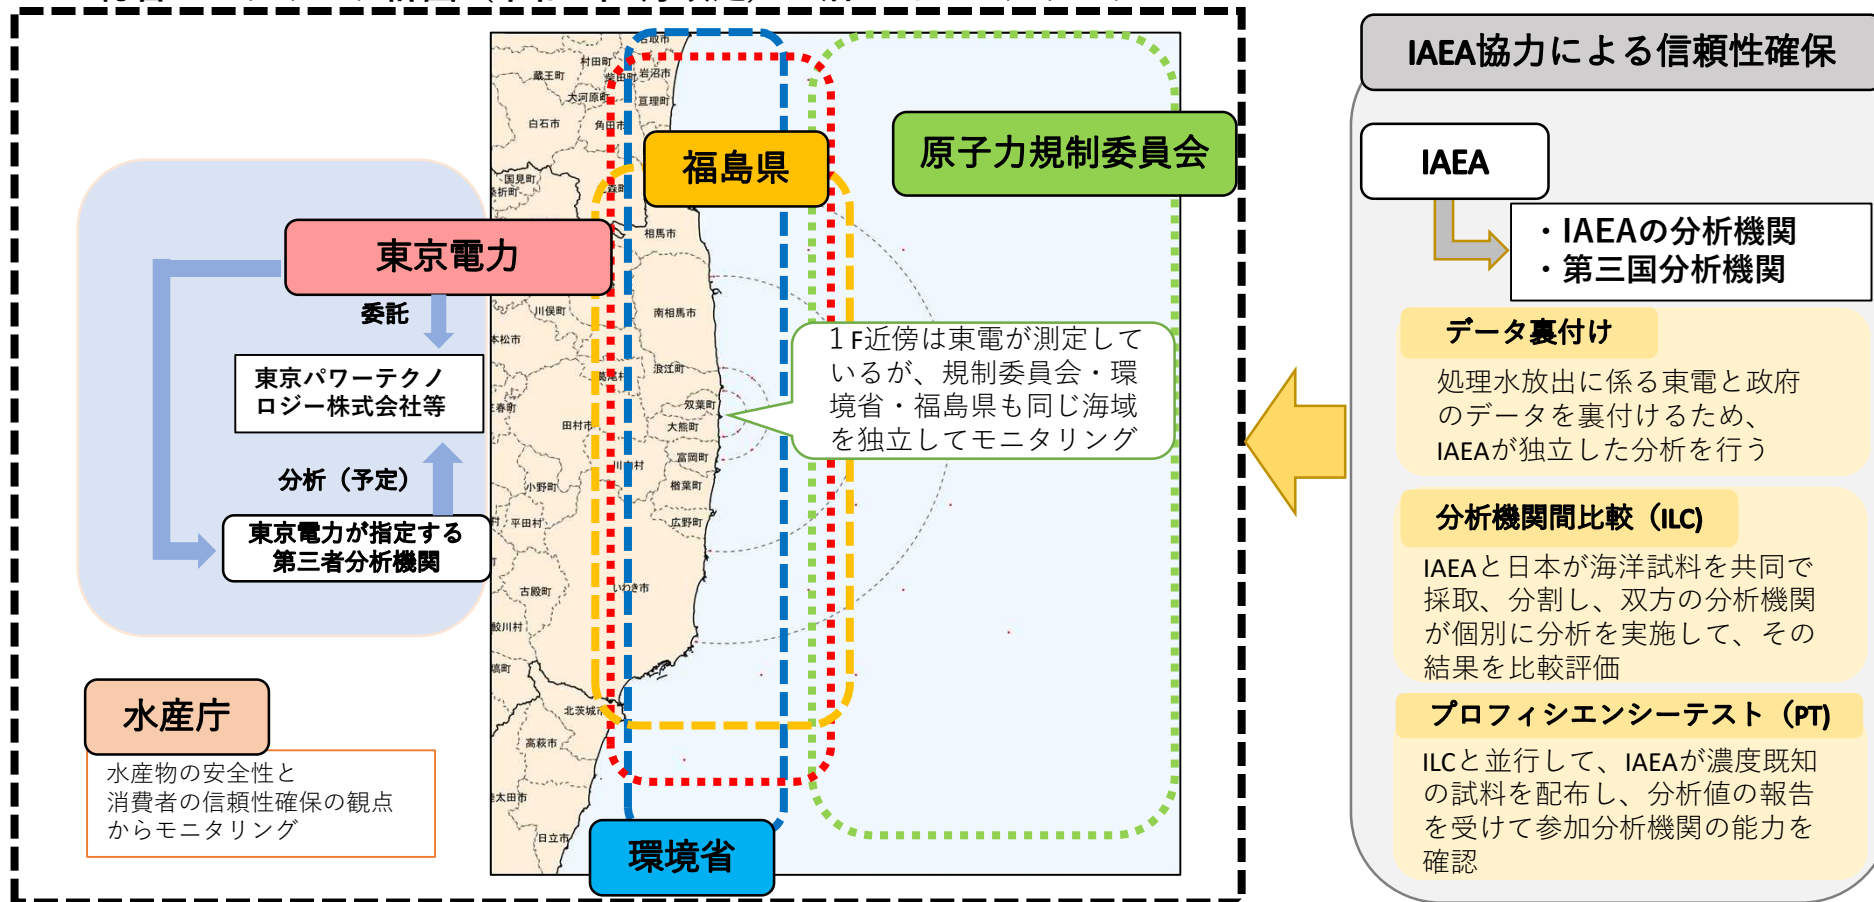 福島県
原子力規制委員会
東京電力
委託
東京パワーテクノ
ロジー株式会社等
分析（予定）
東京電力が指定する
第三者分析機関
水産庁
水産物の安全性と
消費者の信頼性確保の観点
からモニタリング
環境省
１F近傍は東電が測定して
いるが、規制委員会・環
境省・福島県も同じ海域
を独立してモニタリング
村田町
蔵王町
柴田町
岩沼市
大河原町
亘理町
白石市
角田市
国見町
桑折町
相馬市
川俣町
南相馬市
浪江町
双葉町
田村市
大熊町
富岡町
小野町
楢葉町
平田村
広野町
古殿町
いわき市
鮫川村
北茨城市
高萩市
日立市
IAEA協力による信頼性確保
IAEA
・IAEAの分析機関
・第三国分析機関
データ裏付け
処理水放出に係る東電と政府
のデータを裏付けるため、
IAEAが独立した分析を行う
分析機関間比較（ILC)
IAEAと日本が海洋試料を共同で
採取、分割し、双方の分析機関
が個別に分析を実施して、その
結果を比較評価
プロフィシエンシーテスト（PT)
ILCと並行して、IAEAが濃度既知
の試料を配布し、分析値の報告
を受けて参加分析機関の能力を
確認